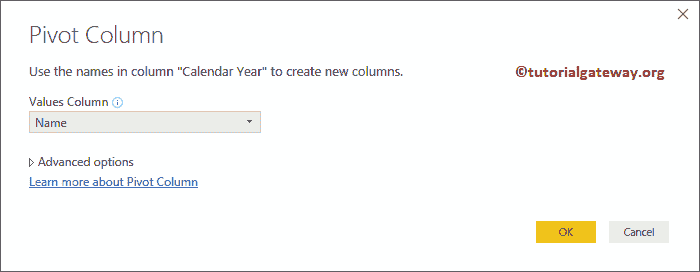 Pivot Column
Use the names in column "Calendar Year" to create new columns.
©tutorialgateway.org
Values Column
Name
Advanced options
Learn more about Pivot Column
OK
Cancel